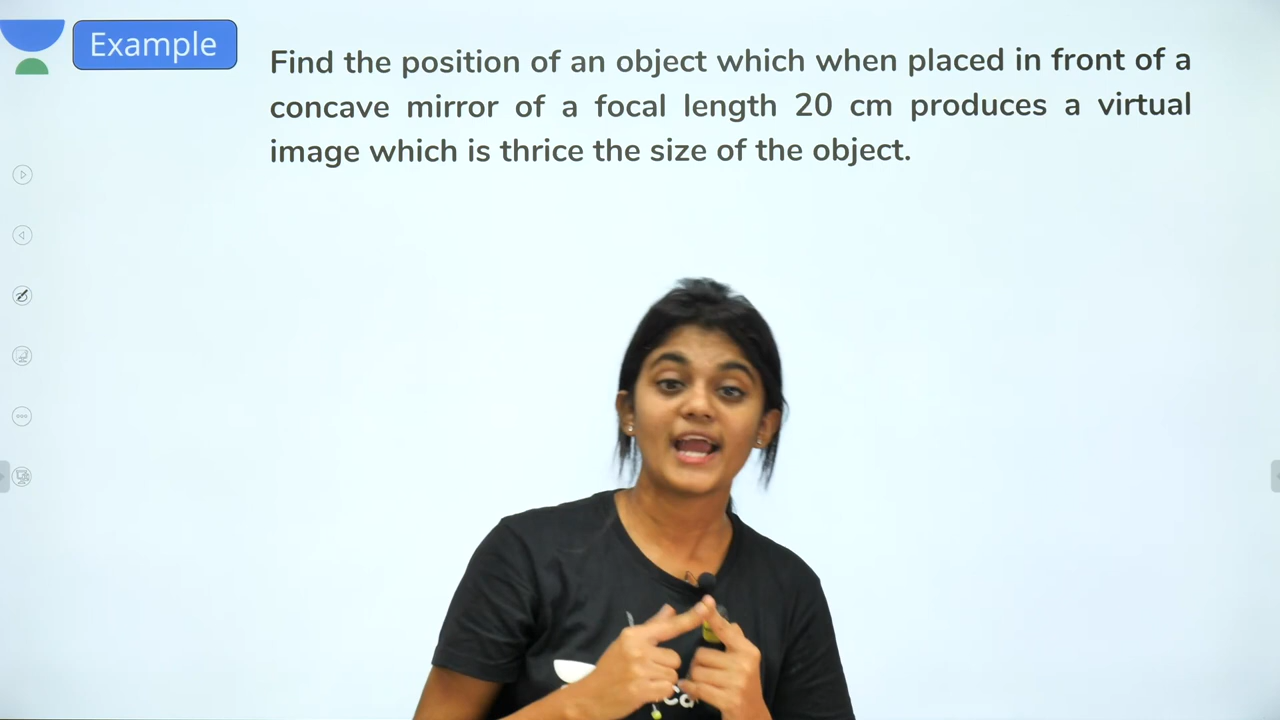 Example
Find the position of an object which when placed in front of a
concave mirror of a focal length 20 cm produces a virtual
image which is thrice the size of the object.